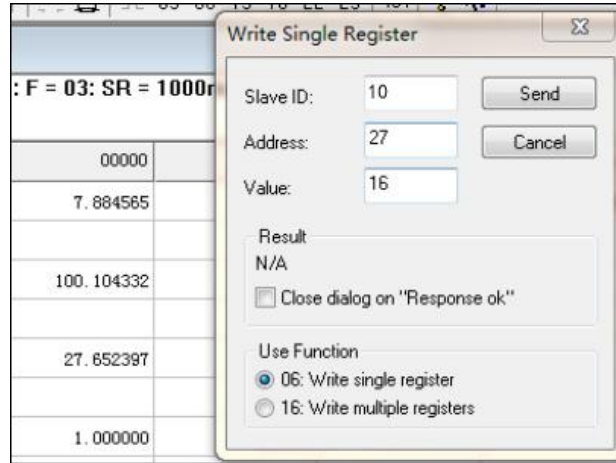 Write Single Register
: F = 03: SR = 1000
00000
7.884565
100.104332
27.652397
1.000000
Slave ID:
10
Send
Address:
27
Cancel
Value:
16
Result
N/A
Close dialog on "Response ok"
Use Function
06: Write single register
16: Write multiple registers